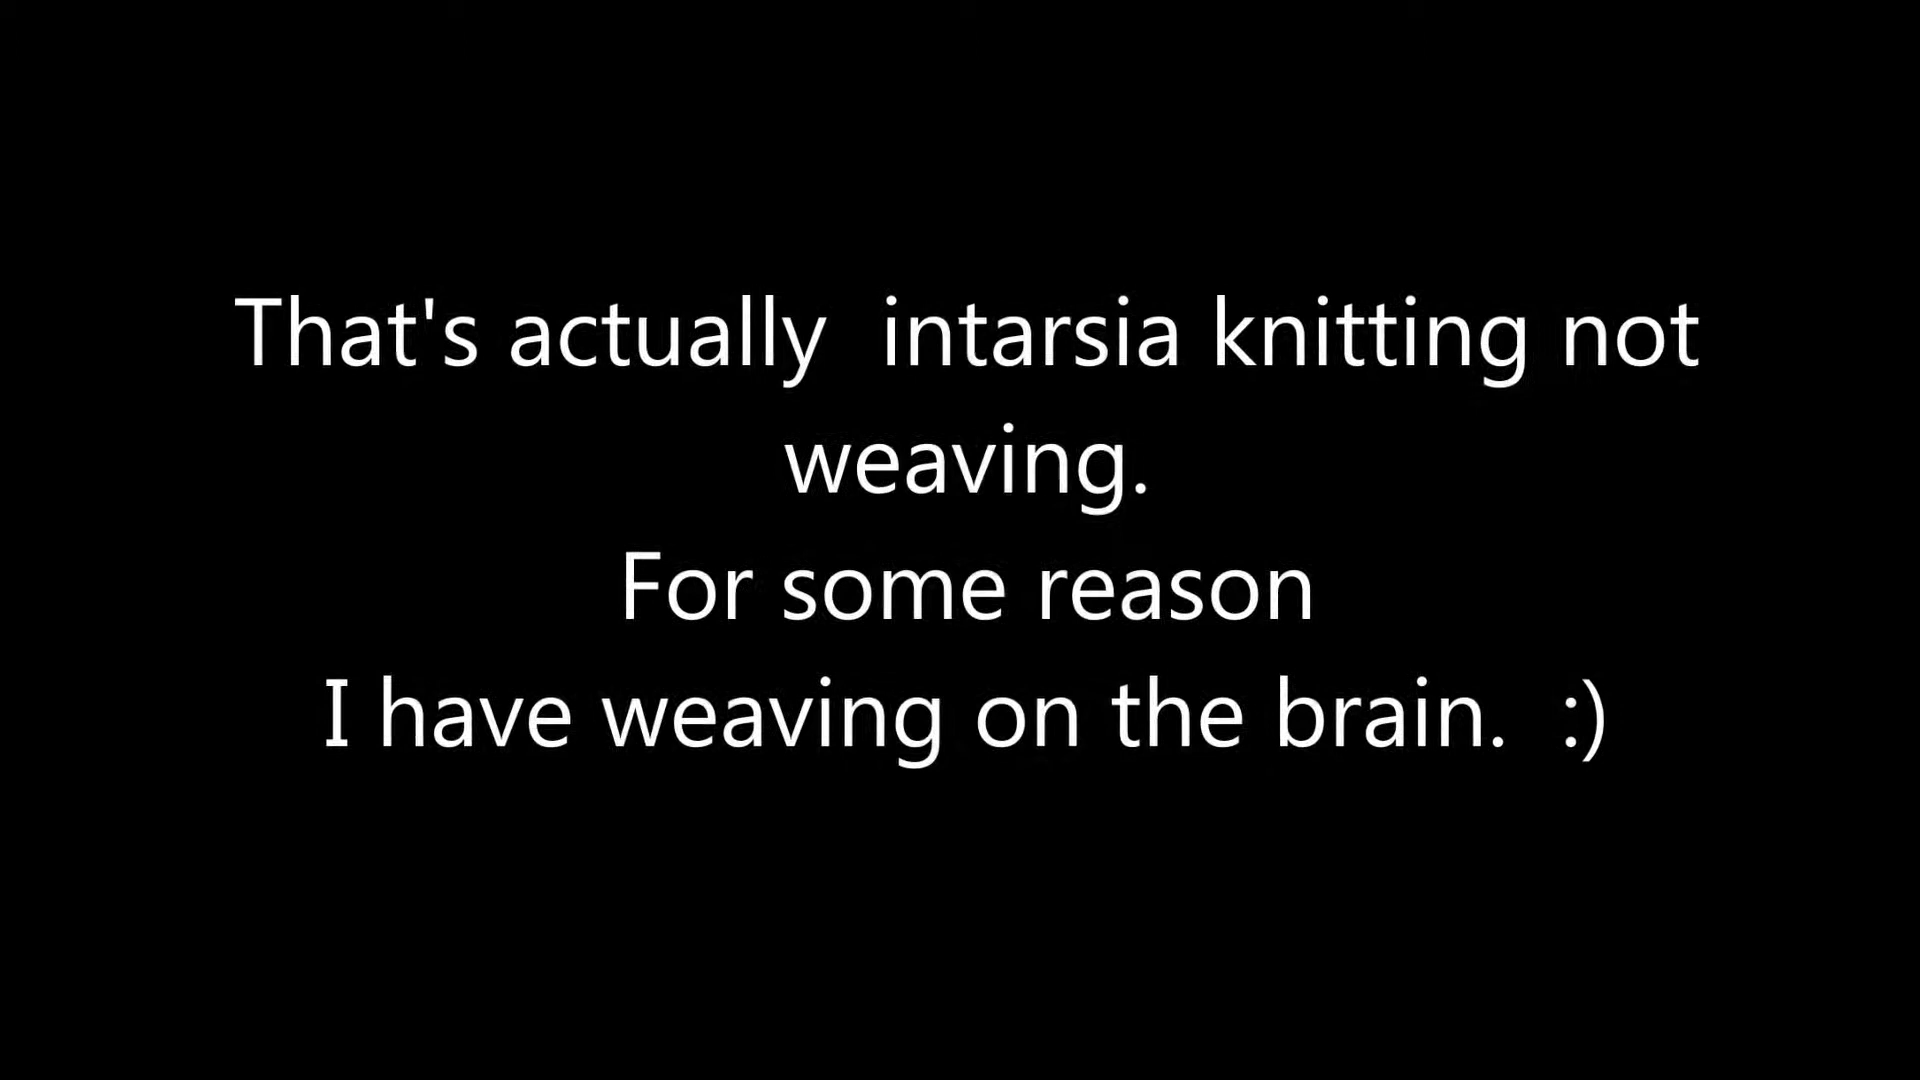 That's actually  intarsia knitting not
weaving.
For some reason
I have weaving on the brain.  :)